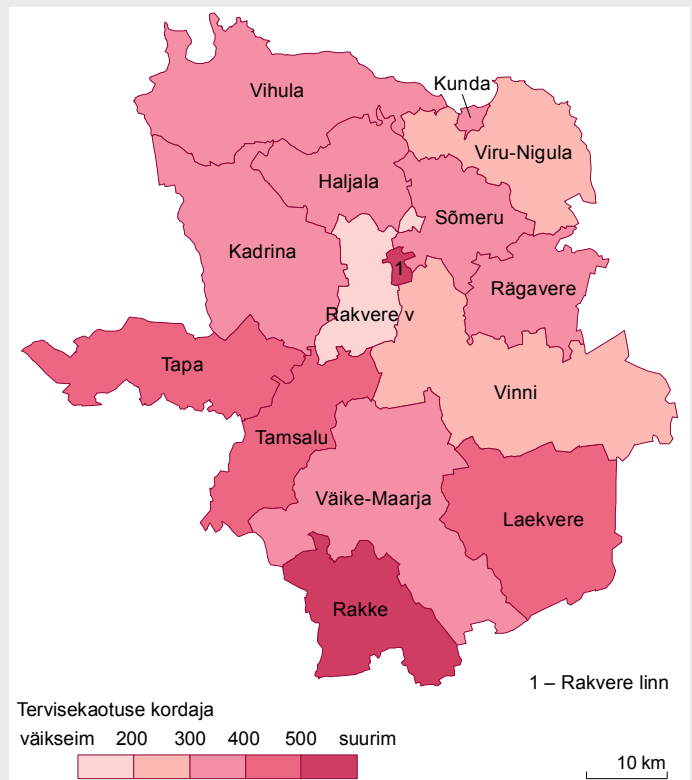 Kunda
Vihula
Viru-Nigula
Haljala
Sõmeru
Kadrina
1
Rägavere
Rakvere v
Tapa
Vinni
Tamsalu
Väike-Maarja
Laekvere
Rakke
1 – Rakvere linn
Tervisekaotuse kordaja
väikseim 200 300 400 500 suurim
10 km